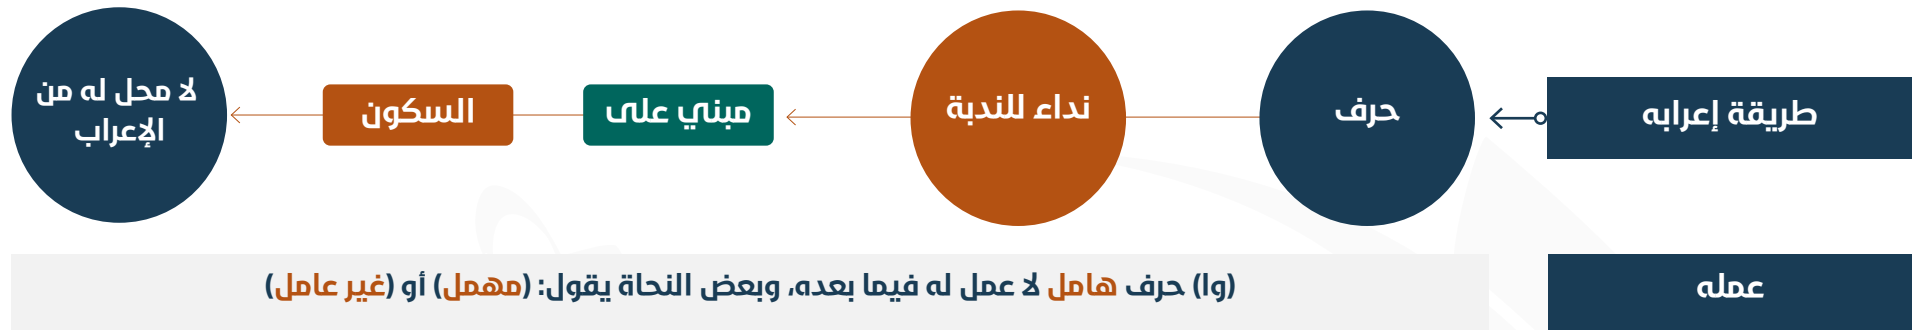 طريقة إعرابه
حرف
نداء للندبة
مبني على
السكون
لا محل له من
الإعراب
عمله
(وا) حرف هامل لا عمل له فيما بعده، وبعض النحاة يقول: (مهمل) أو (غير عامل)